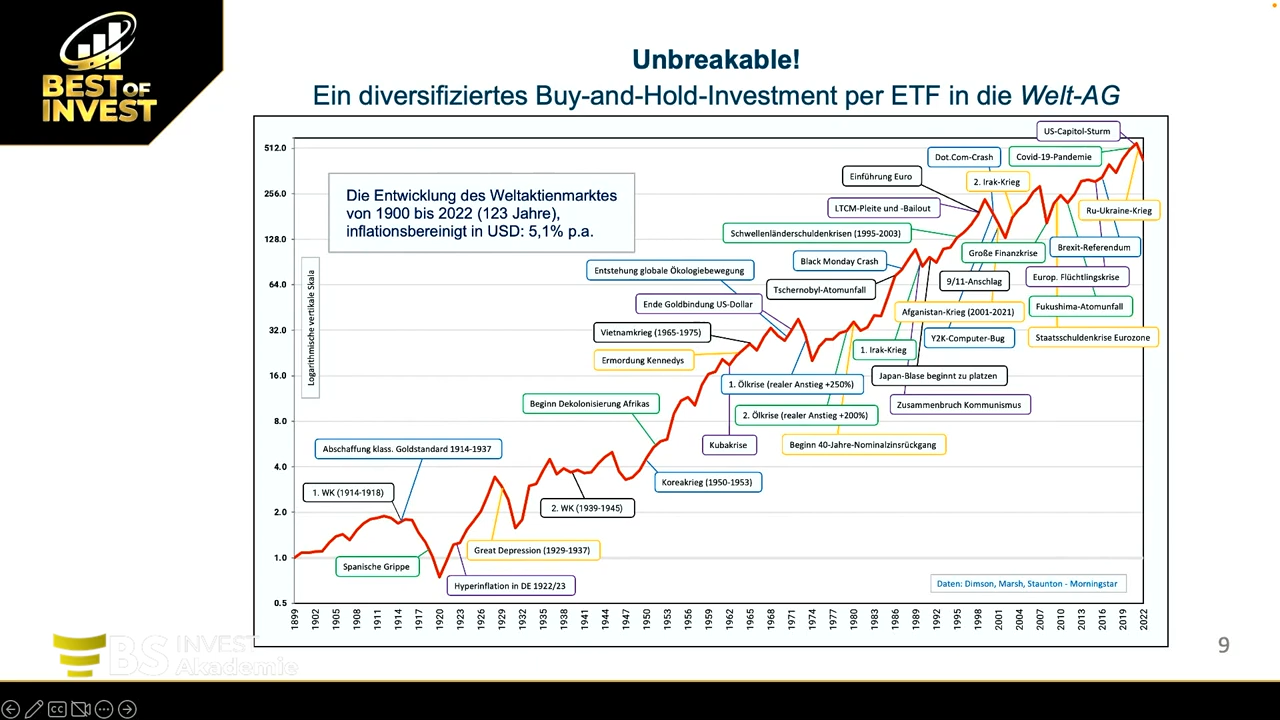 BEST OF
INVEST
Unbreakable!
Ein diversifiziertes Buy-and-Hold-Investment per ETF in die Welt-AG
Die Entwicklung des Weltaktienmarktes
von 1900 bis 2022 (123 Jahre),
inflationsbereinigt in USD: 5,1% p.a.
Logarithmische vertikale Skala
512.0
256.0
128.0
64.0
32.0
16.0
8.0
4.0
2.0
1.0
0.5
US-Capitol-Sturm
Dot.Com-Crash
Covid-19-Pandemie
Einführung Euro
2. Irak-Krieg
LTCM-Pleite und -Bailout
Ru-Ukraine-Krieg
Schwellenländerschuldenkrisen (1995-2003)
Große Finanzkrise
Brexit-Referendum
Black Monday Crash
Entstehung globale Ökologiebewegung
Europ. Flüchtlingskrise
9/11-Anschlag
Tschernobyl-Atomunfall
Ende Goldbindung US-Dollar
Fukushima-Atomunfall
Afganistan-Krieg (2001-2021)
Vietnamkrieg (1965-1975)
Y2K-Computer-Bug
Staatsschuldenkrise Eurozone
1. Irak-Krieg
Ermordung Kennedys
Japan-Blase beginnt zu platzen
1. Ölkrise (realer Anstieg +250%)
Beginn Dekolonisierung Afrikas
Zusammenbruch Kommunismus
2. Ölkrise (realer Anstieg +200%)
Kubakrise
Beginn 40-Jahre-Nominalzinsrückgang
Abschaffung klass. Goldstandard 1914-1937
Koreakrieg (1950-1953)
1. WK (1914-1918)
2. WK (1939-1945)
Great Depression (1929-1937)
Spanische Grippe
Hyperinflation in DE 1922/23
Daten: Dimson, Marsh, Staunton - Morningstar
1899 1902 1905 1908 1911 1914 1917 1920 1923 1926 1929 1932 1935 1938 1941 1944 1947 1950 1953 1956 1959 1962 1965 1968 1971 1974 1977 1980 1983 1986 1989 1992 1995 1998 2001 2004 2007 2010 2013 2016 2019 2022
BS INVEST
Akademie
9
CC